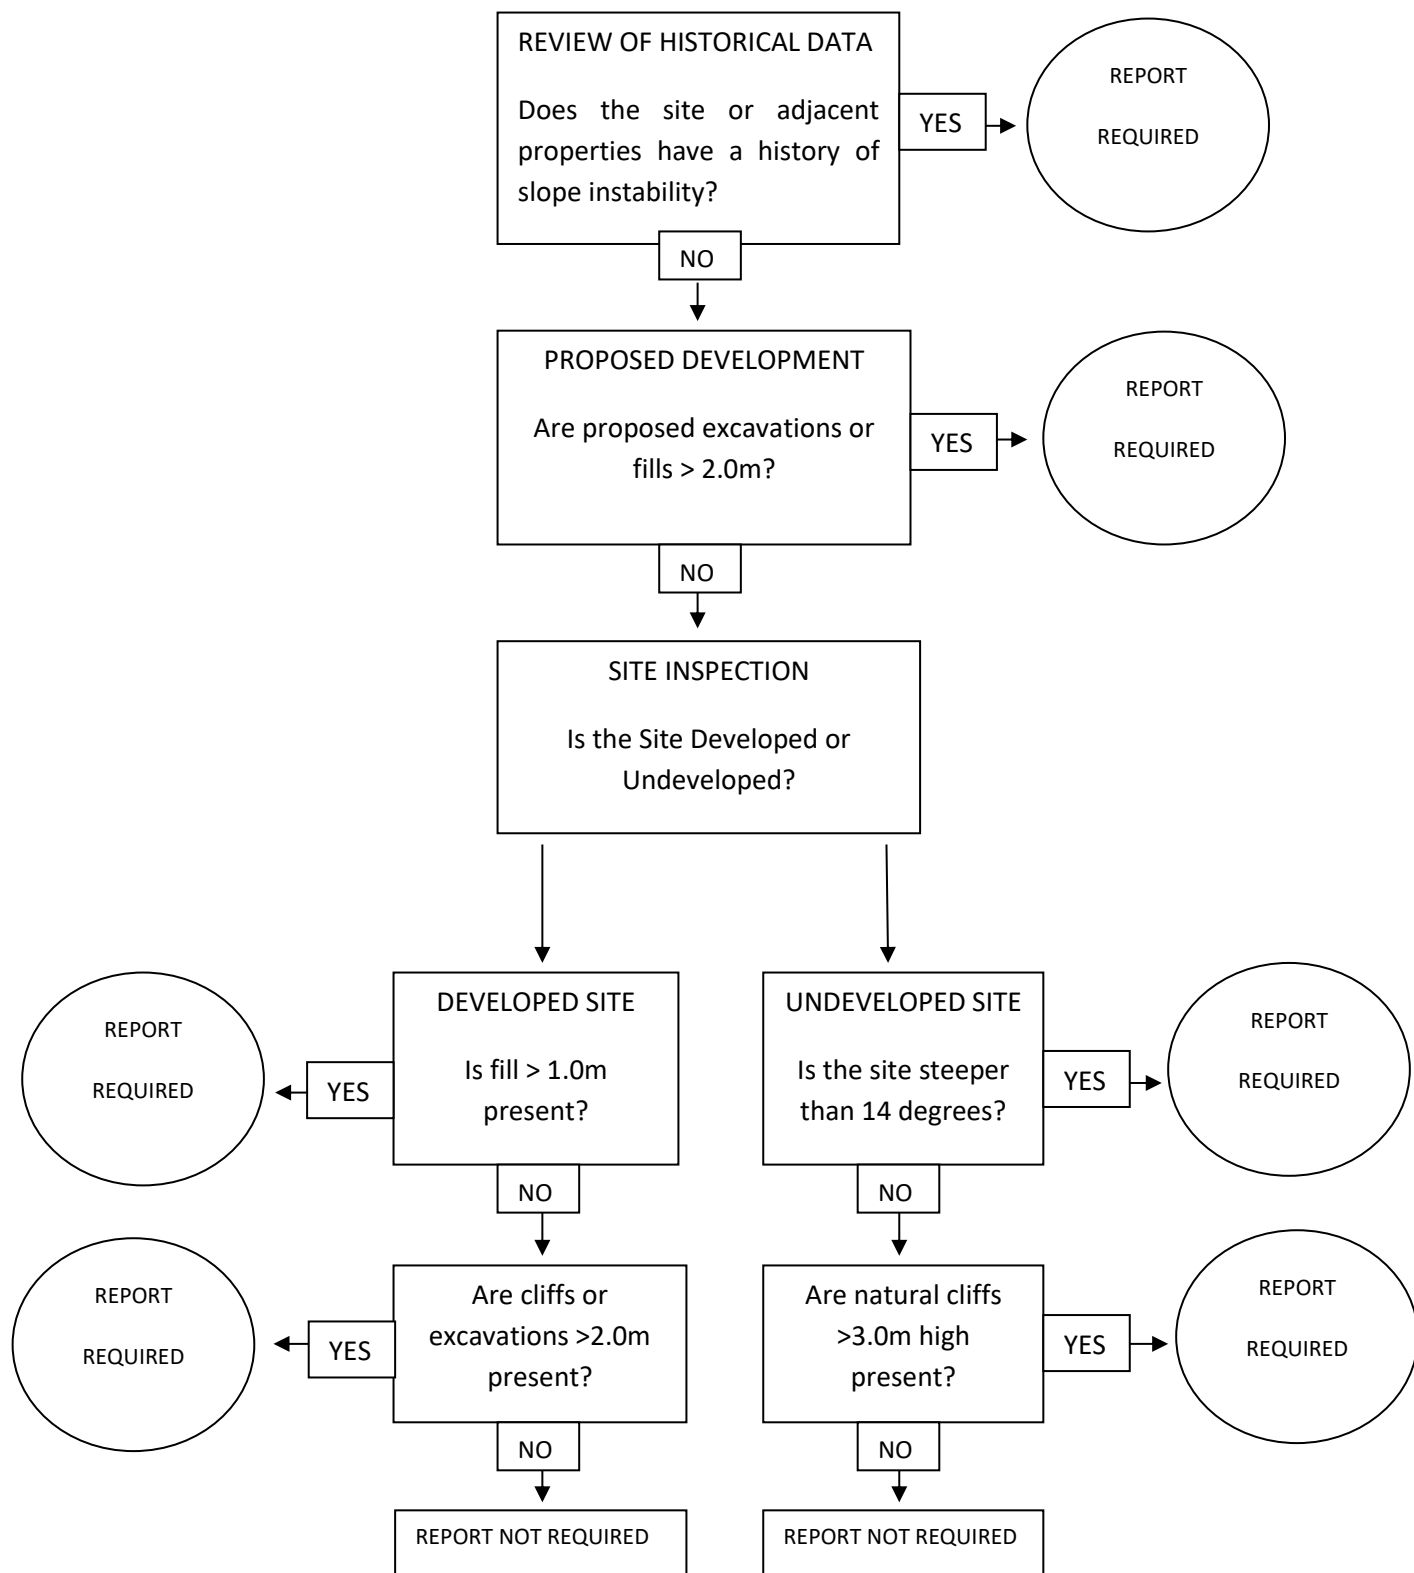 REVIEW OF HISTORICAL DATA
Does the site or adjacent
properties have a history of
slope instability?
YES
REPORT
REQUIRED
NO
PROPOSED DEVELOPMENT
Are proposed excavations or
fills > 2.0m?
YES
REPORT
REQUIRED
NO
SITE INSPECTION
Is the Site Developed or
Undeveloped?
DEVELOPED SITE
Is fill > 1.0m
present?
YES
REPORT
REQUIRED
NO
Are cliffs or
excavations >2.0m
present?
YES
REPORT
REQUIRED
NO
REPORT NOT REQUIRED
UNDEVELOPED SITE
Is the site steeper
than 14 degrees?
YES
REPORT
REQUIRED
NO
Are natural cliffs
>3.0m high
present?
YES
REPORT
REQUIRED
NO
REPORT NOT REQUIRED